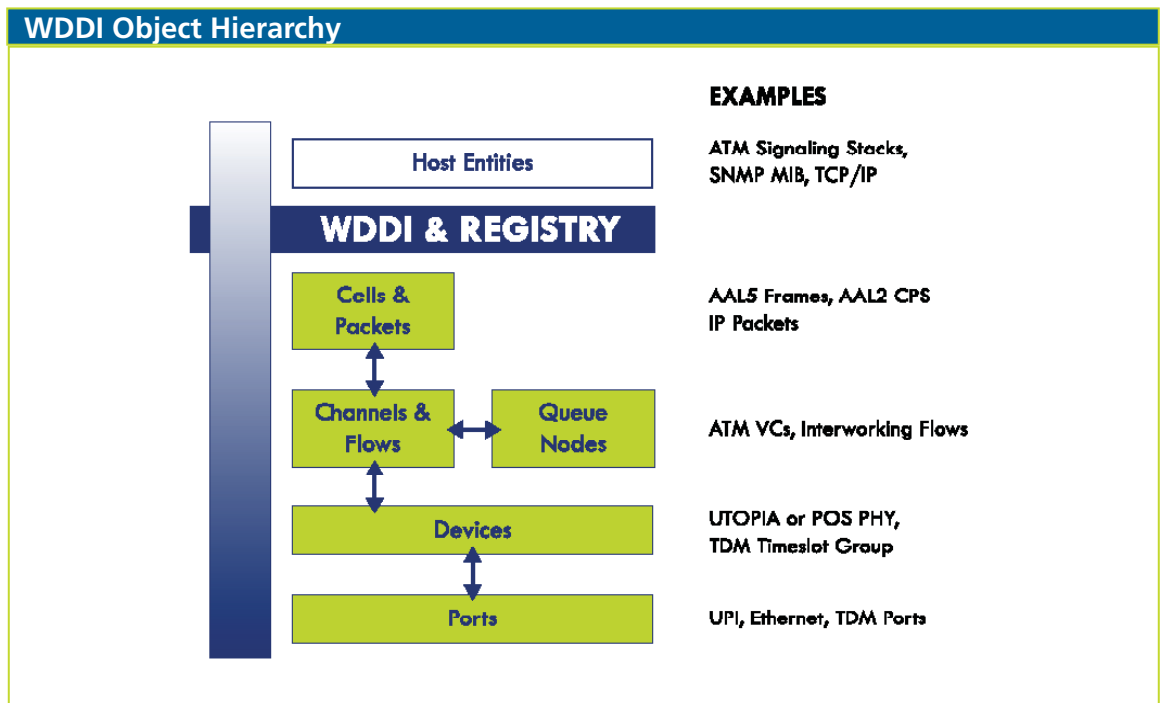 WDDI Object Hierarchy
EXAMPLES
Host Entities
ATM Signaling Stacks,
SNMP MIB, TCP/IP
WDDI & REGISTRY
Cells &
Packets
AAL5 Frames, AAL2 CPS
IP Packets
Channels &
Flows
Queue
Nodes
ATM VCs, Interworking Flows
Devices
UTOPIA or POS PHY,
TDM Timeslot Group
Ports
UPI, Ethernet, TDM Ports